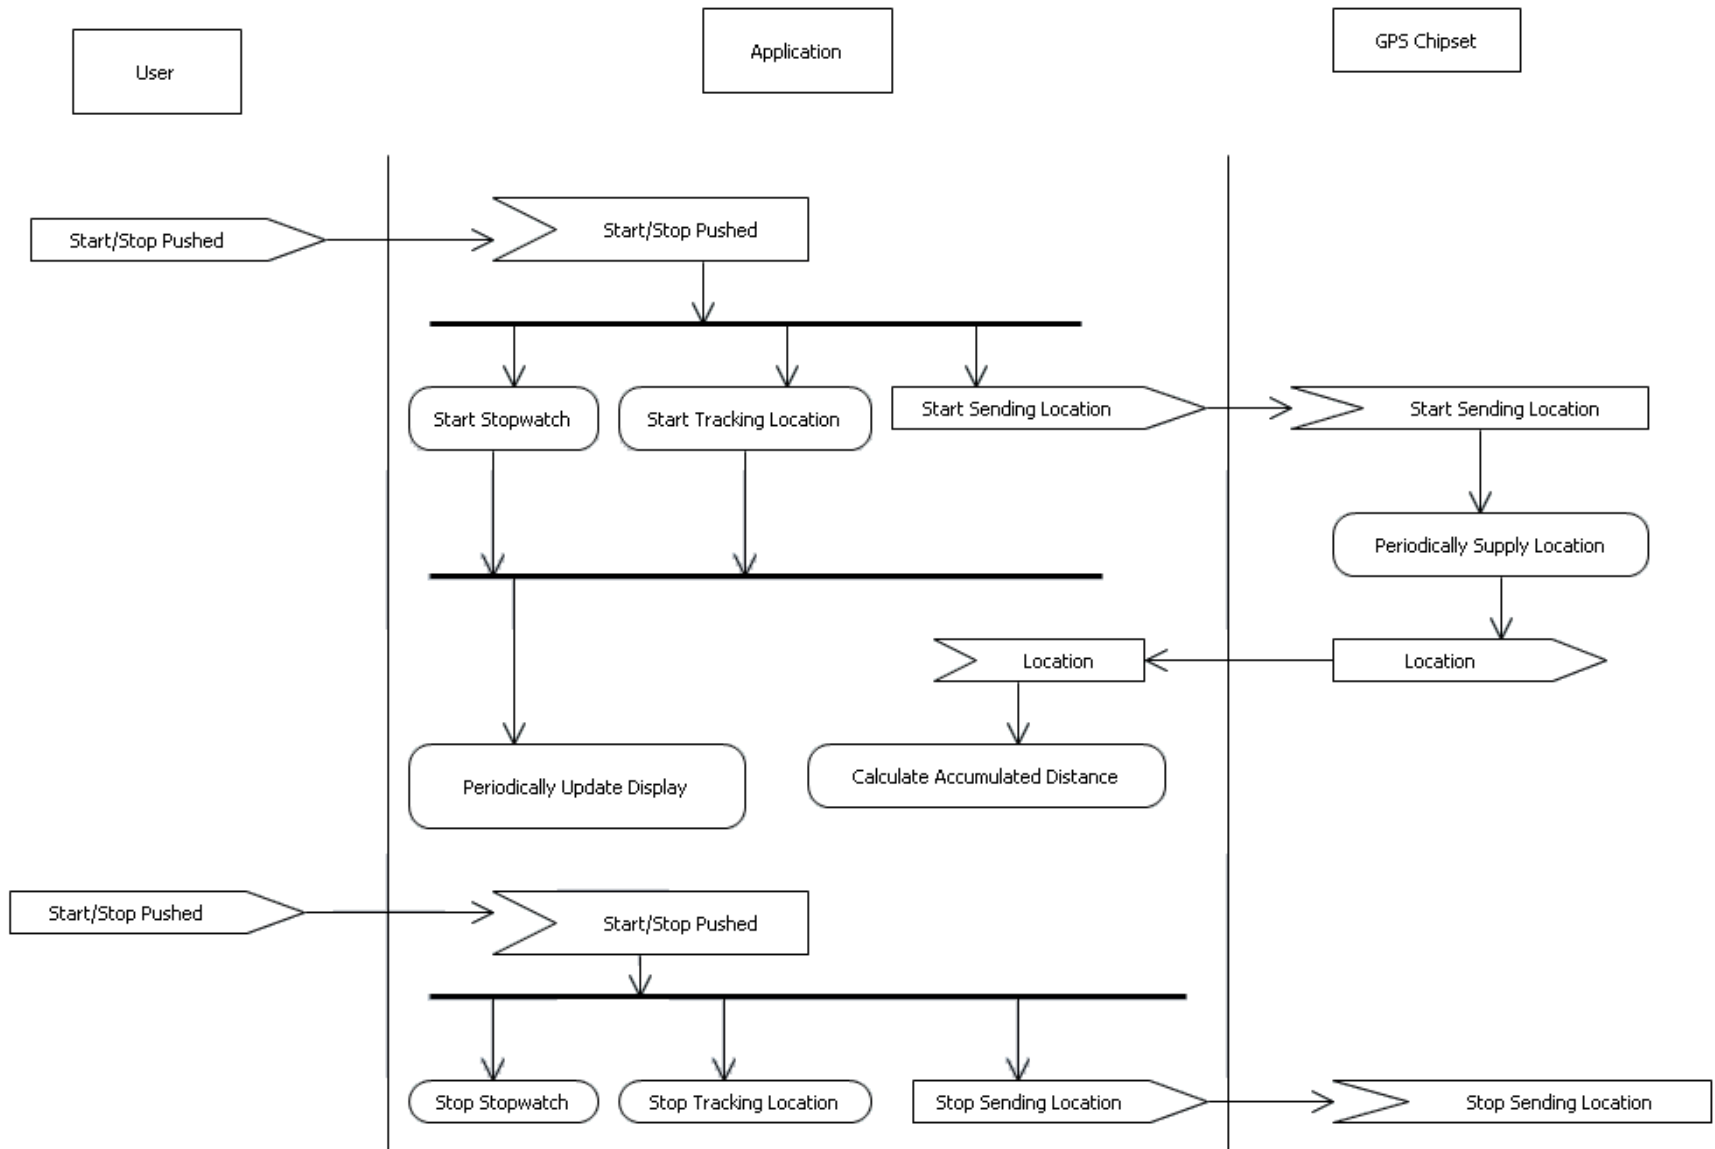 User
Application
GPS Chipset
Start/Stop Pushed
Start/Stop Pushed
Start Stopwatch
Start Tracking Location
Start Sending Location
Start Sending Location
Periodically Supply Location
Location
Location
Periodically Update Display
Calculate Accumulated Distance
Start/Stop Pushed
Start/Stop Pushed
Stop Stopwatch
Stop Tracking Location
Stop Sending Location
Stop Sending Location